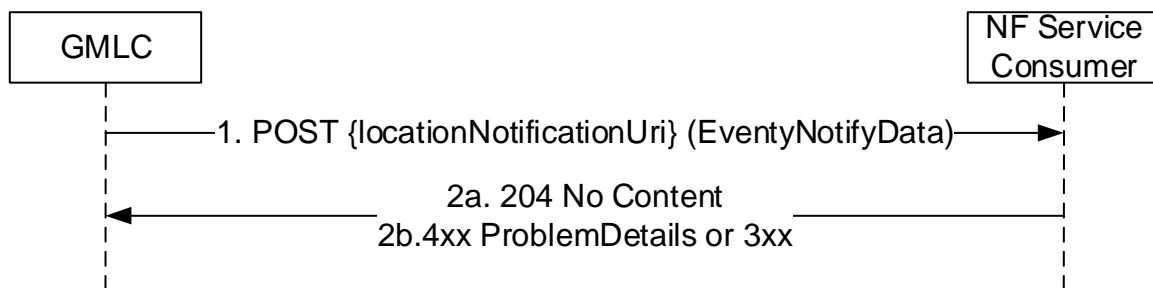 GMLC
NF Service
Consumer
1. POST {locationNotificationUri} (EventyNotifyData)
2a. 204 No Content
2b.4xx ProblemDetails or 3xx